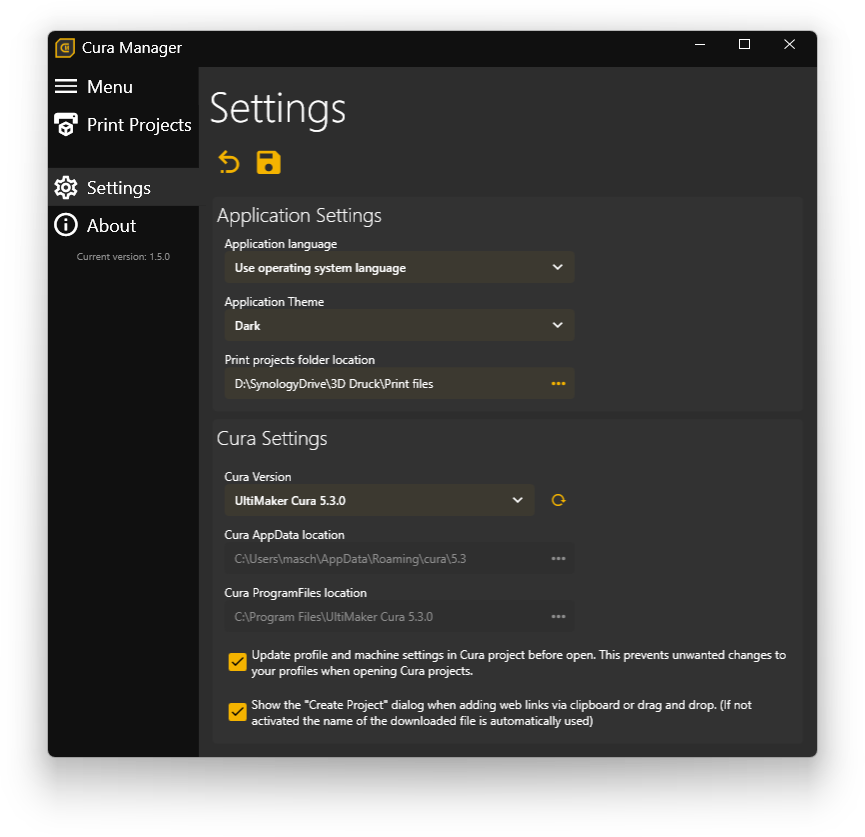 Cura Manager
Menu
Print Projects
Settings
About
Current version: 1.5.0
Settings
Application Settings
Application language
Use operating system language
Application Theme
Dark
Print projects folder location
D:\SynologyDrive\3D Druck\Print files
Cura Settings
Cura Version
UltiMaker Cura 5.3.0
Cura AppData location
C:\Users\masch\AppData\Roaming\cura\5.3
Cura ProgramFiles location
C:\Program Files\UltiMaker Cura 5.3.0
Update profile and machine settings in Cura project before open. This prevents unwanted changes to
your profiles when opening Cura projects.
Show the "Create Project" dialog when adding web links via clipboard or drag and drop. (If not
activated the name of the downloaded file is automatically used)